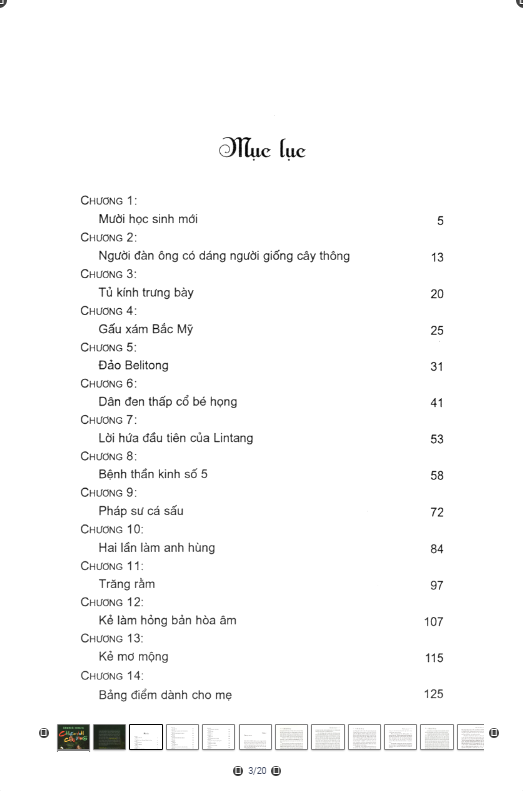 Mục lục
CHƯƠNG 1:
Mười học sinh mới 5
CHƯƠNG 2:
Người đàn ông có dáng người giống cây thông 13
CHƯƠNG 3:
Tủ kính trưng bày 20
CHƯƠNG 4:
Gấu xám Bắc Mỹ 25
CHƯƠNG 5:
Đảo Belitong 31
CHƯƠNG 6:
Dân đen thấp cổ bé họng 41
CHƯƠNG 7:
Lời hứa đầu tiên của Lintang 53
CHƯƠNG 8:
Bệnh thần kinh số 5 58
CHƯƠNG 9:
Pháp sư cá sấu 72
CHƯƠNG 10:
Hai lần làm anh hùng 84
CHƯƠNG 11:
Trăng rằm 97
CHƯƠNG 12:
Kẻ làm hỏng bản hòa âm 107
CHƯƠNG 13:
Kẻ mơ mộng 115
CHƯƠNG 14:
Bảng điểm dành cho mẹ 125
3/20